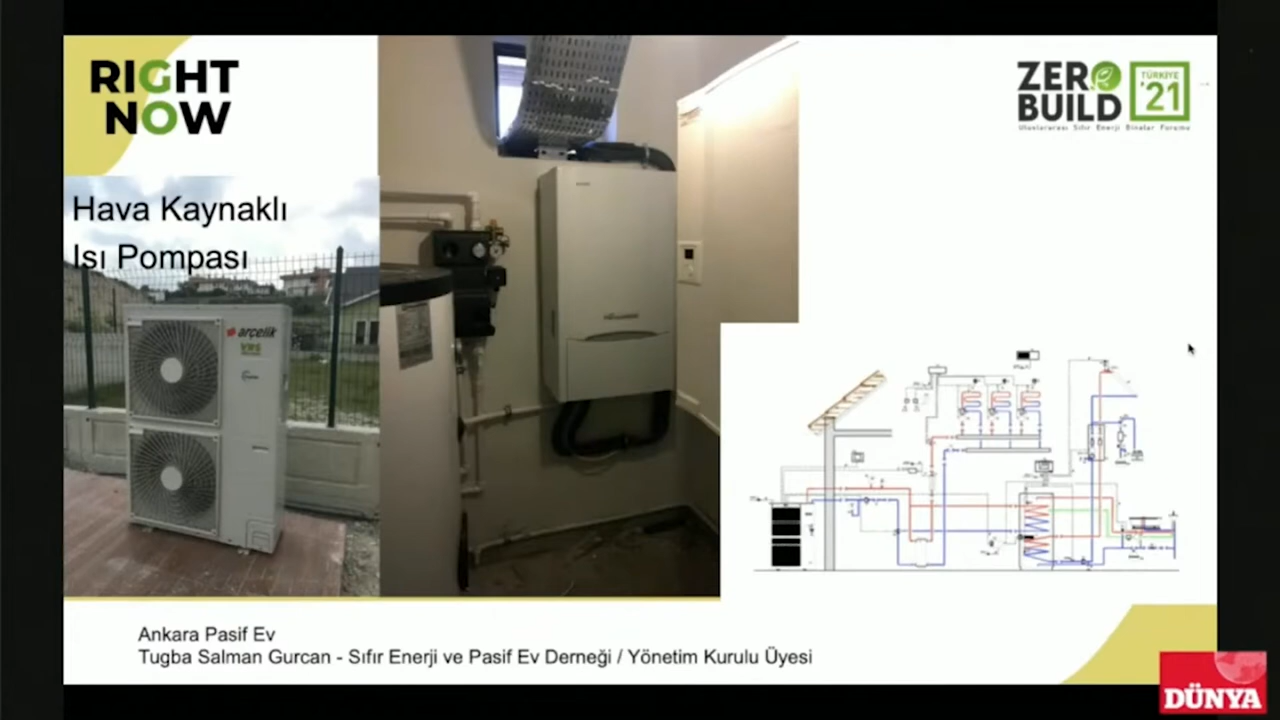 RIGHT
NOW
ZERO
BUILD
TÜRKİYE
'21
Uluslararası Sıfır Enerji Binalar Forumu
Hava Kaynaklı
Isı Pompası
arcelik
Ankara Pasif Ev
Tugba Salman Gurcan - Sıfır Enerji ve Pasif Ev Derneği / Yönetim Kurulu Üyesi
DÜNYA